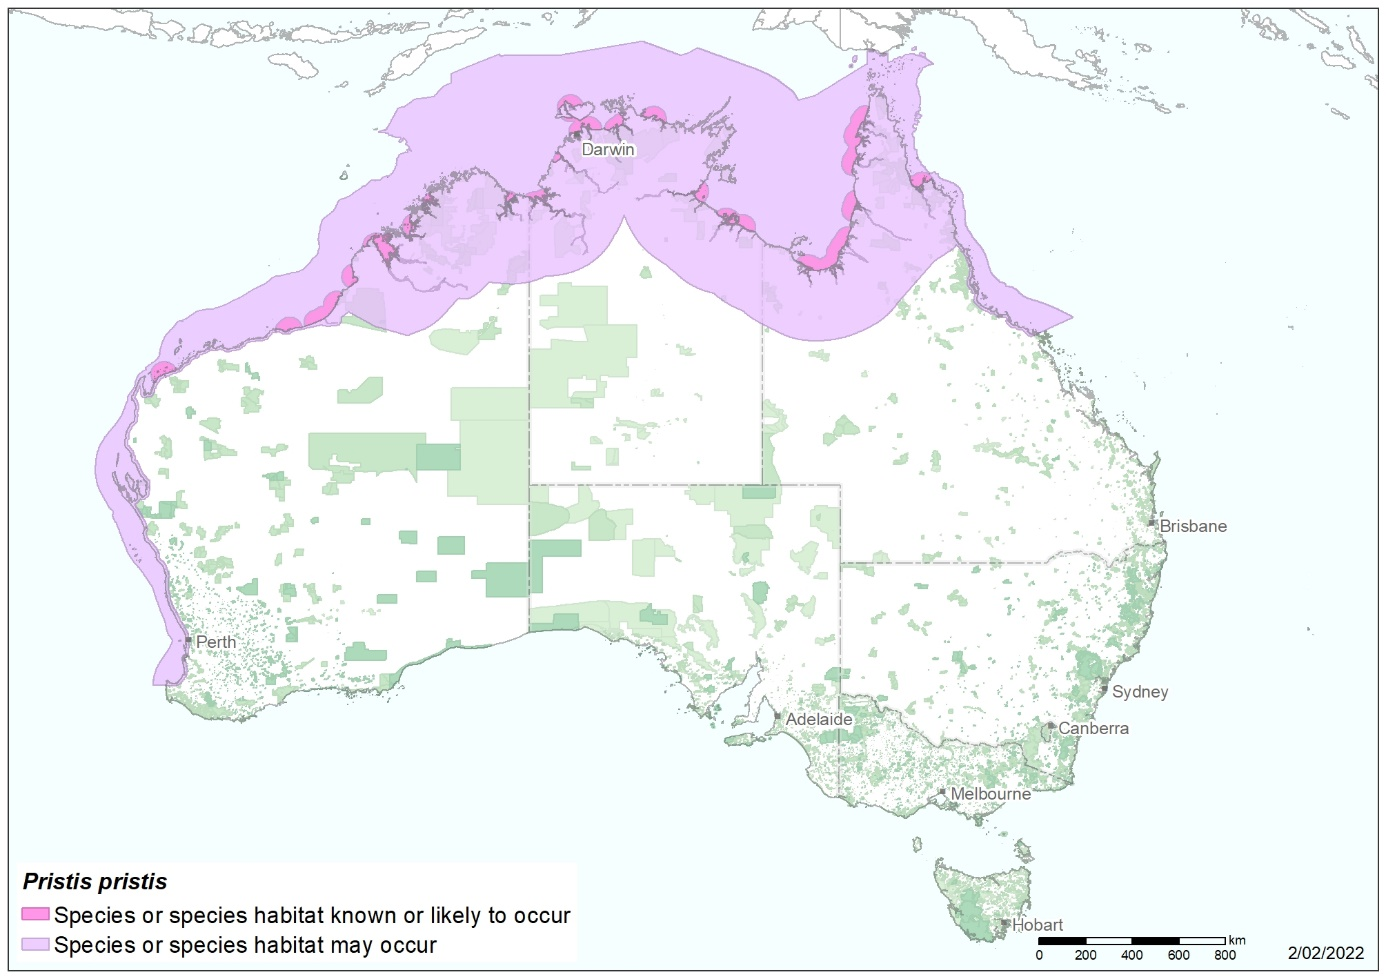 Darwin
Brisbane
Perth
Sydney
Adelaide
Canberra
Melbourne
Hobart
Pristis pristis
Species or species habitat known or likely to occur
Species or species habitat may occur
km
0 200 400 600 800
2/02/2022